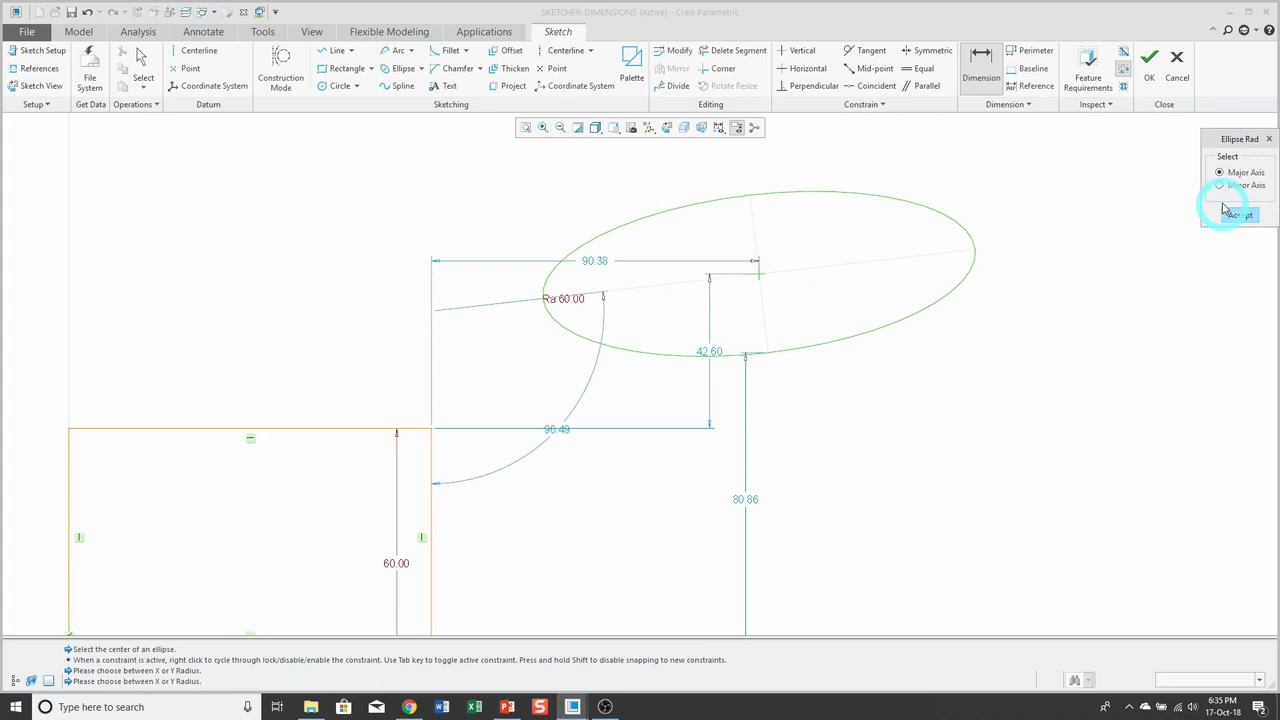 SKETCHER-DIMENSIONS (Active) - Creo Parametric
File Model Analysis Annotate Tools View Flexible Modeling Applications Sketch
Sketch Setup Centerline Line Arc Fillet Offset Centerline Modify Delete Segment Vertical Tangent Symmetric Perimeter
References Point Rectangle Ellipse Chamfer Thicken Point Mirror Corner Horizontal Mid-point Equal Baseline
Sketch View Coordinate System Circle Spline Text Project Coordinate System Divide Rotate Resize Perpendicular Coincident Parallel Reference
File System Select Construction Mode Palette Dimension Feature Requirements OK Cancel
Setup Get Data Operations Datum Sketching Editing Constrain Dimension Inspect Close
Ellipse Rad
Select
Major Axis
Minor Axis
Accept
90.38
Ra 60.00
42.60
96.49
80.86
60.00
Select the center of an ellipse.
When a constraint is active, right click to cycle through lock/disable/enable the constraint. Use Tab key to toggle active constraint. Press and hold Shift to disable snapping to new constraints.
Please choose between X or Y Radius.
Please choose between X or Y Radius.
Type here to search
6:35 PM
17-Oct-18